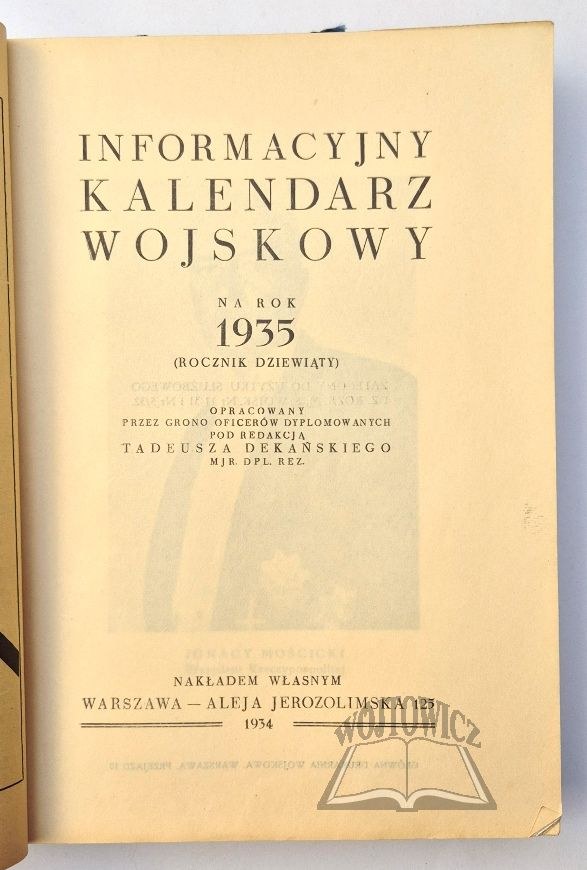 INFORMACYJNY
KALENDARZ
WOJSKOWY
NA ROK
1935
(ROCZNIK DZIEWIĄTY)
OPRACOWANY
PRZEZ GRONO OFICERÓW DYPLOMOWANYCH
POD REDAKCJĄ
TADEUSZA DEKAŃSKIEGO
MJR. DPL. REZ.
IGNACY MOŚCICKI
NAKŁADEM WŁASNYM
WARSZAWA — ALEJA JEROZOLIMSKA 125
1934
WÓJTOWICZ